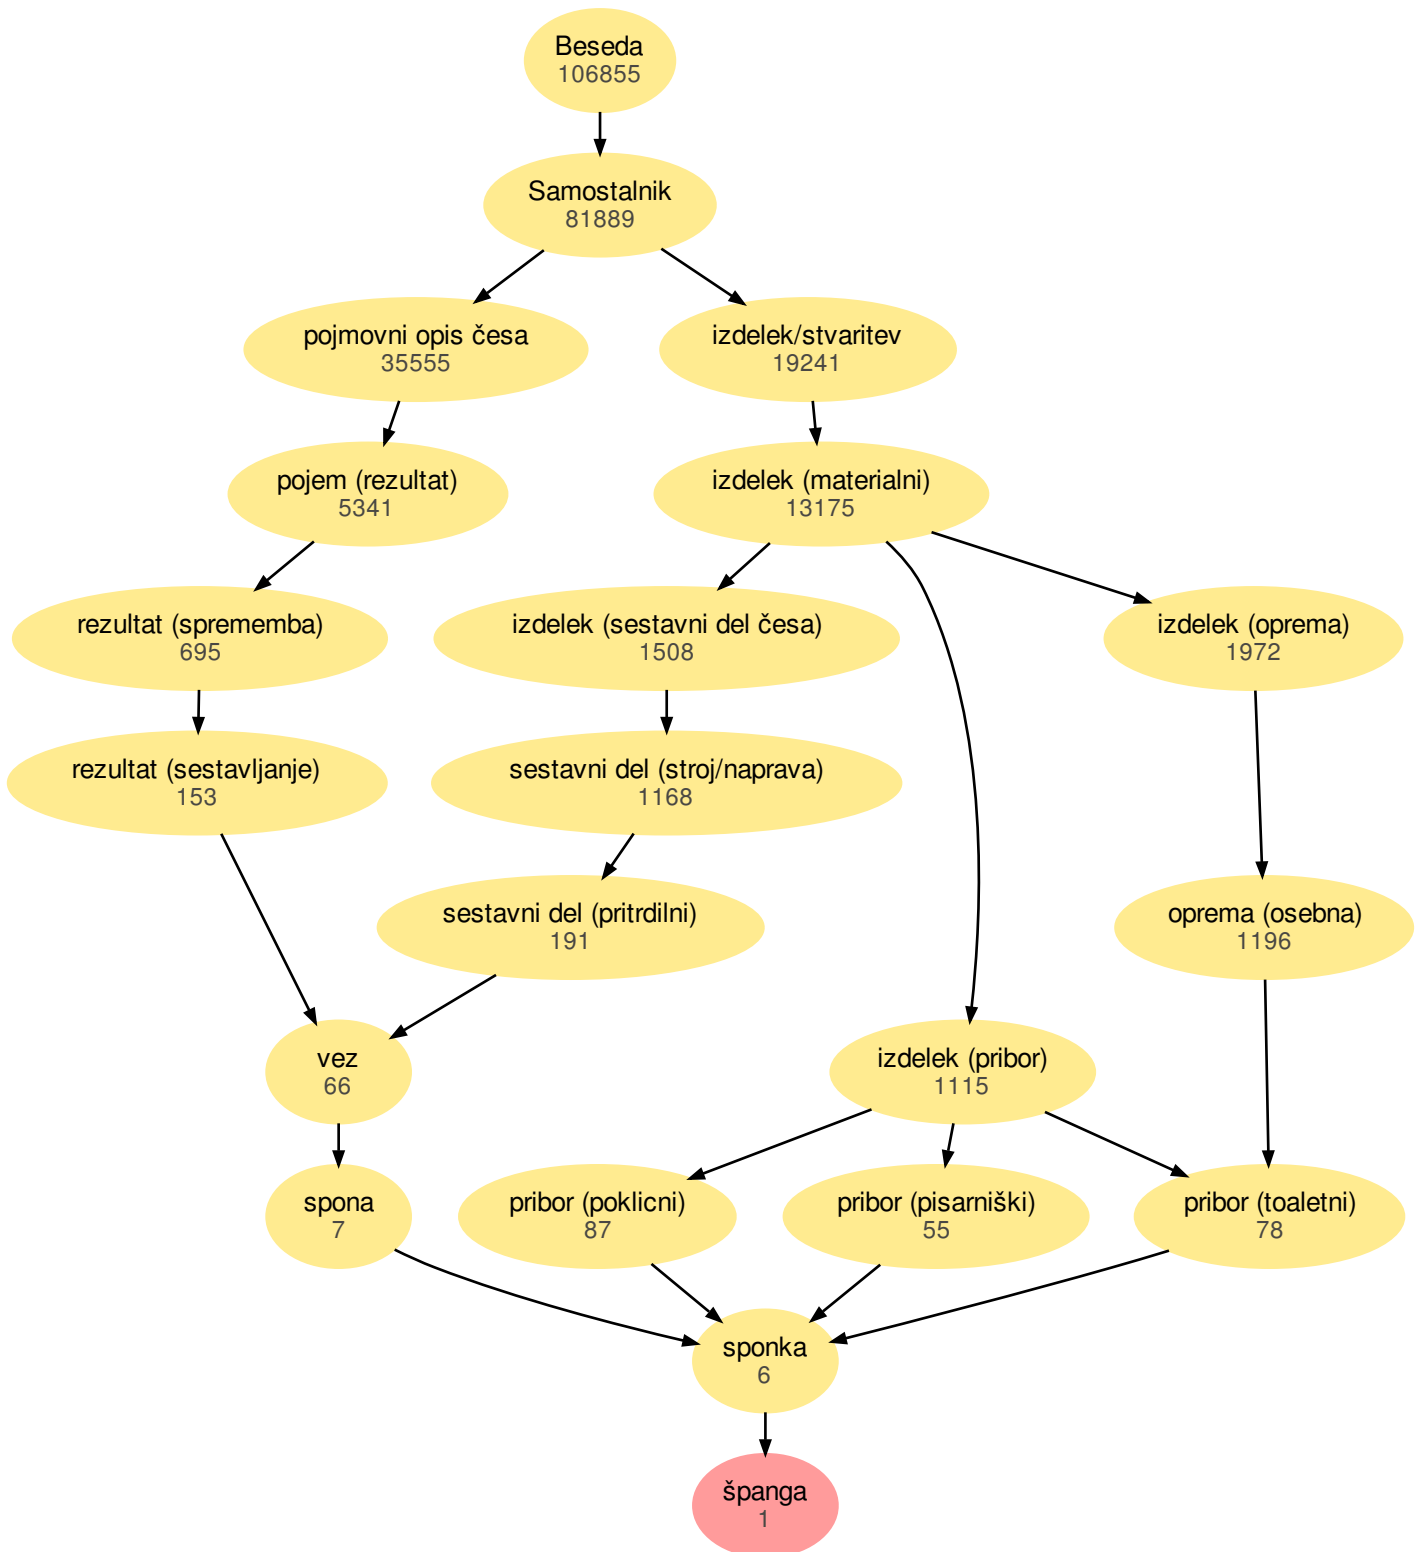 Beseda
106855
Samostalnik
81889
pojmovni opis česa
35555
izdelek/stvaritev
19241
pojem (rezultat)
5341
izdelek (materialni)
13175
rezultat (sprememba)
695
izdelek (sestavni del česa)
1508
izdelek (oprema)
1972
rezultat (sestavljanje)
153
sestavni del (stroj/naprava)
1168
sestavni del (pritrdilni)
191
oprema (osebna)
1196
vez
66
izdelek (pribor)
1115
spona
7
pribor (poklicni)
87
pribor (pisarniški)
55
pribor (toaletni)
78
sponka
6
španga
1